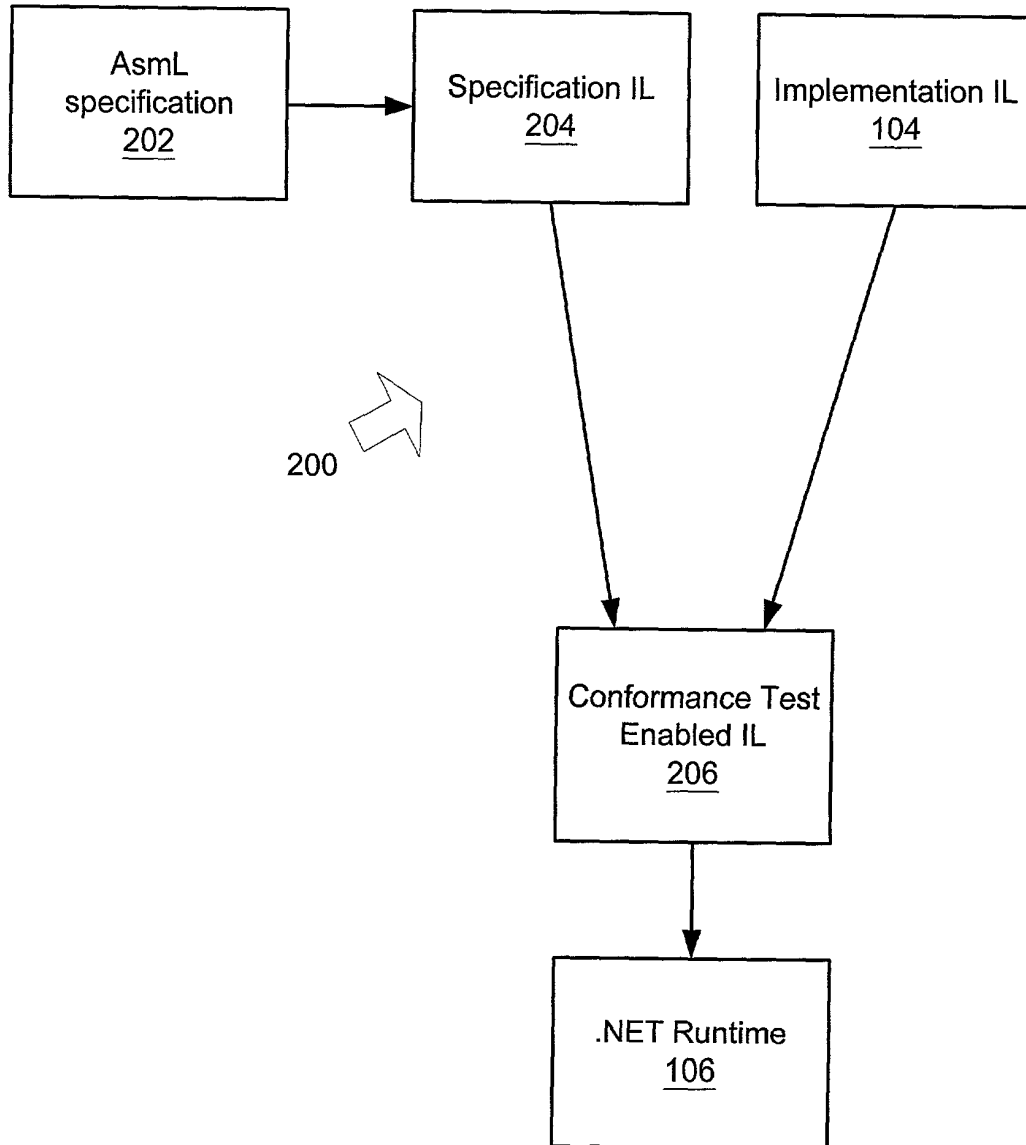 AsmL
specification
202
Specification IL
204
Implementation IL
104
200
Conformance Test
Enabled IL
206
.NET Runtime
106